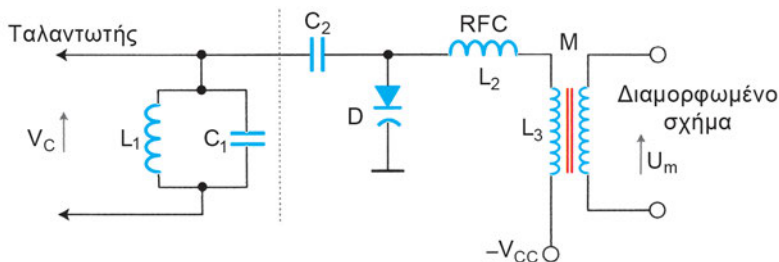 Ταλαντωτής
C2
RFC
M
L2
D
L1
C1
VC
L3
Διαμορφωμένο
σχήμα
Um
–VCC